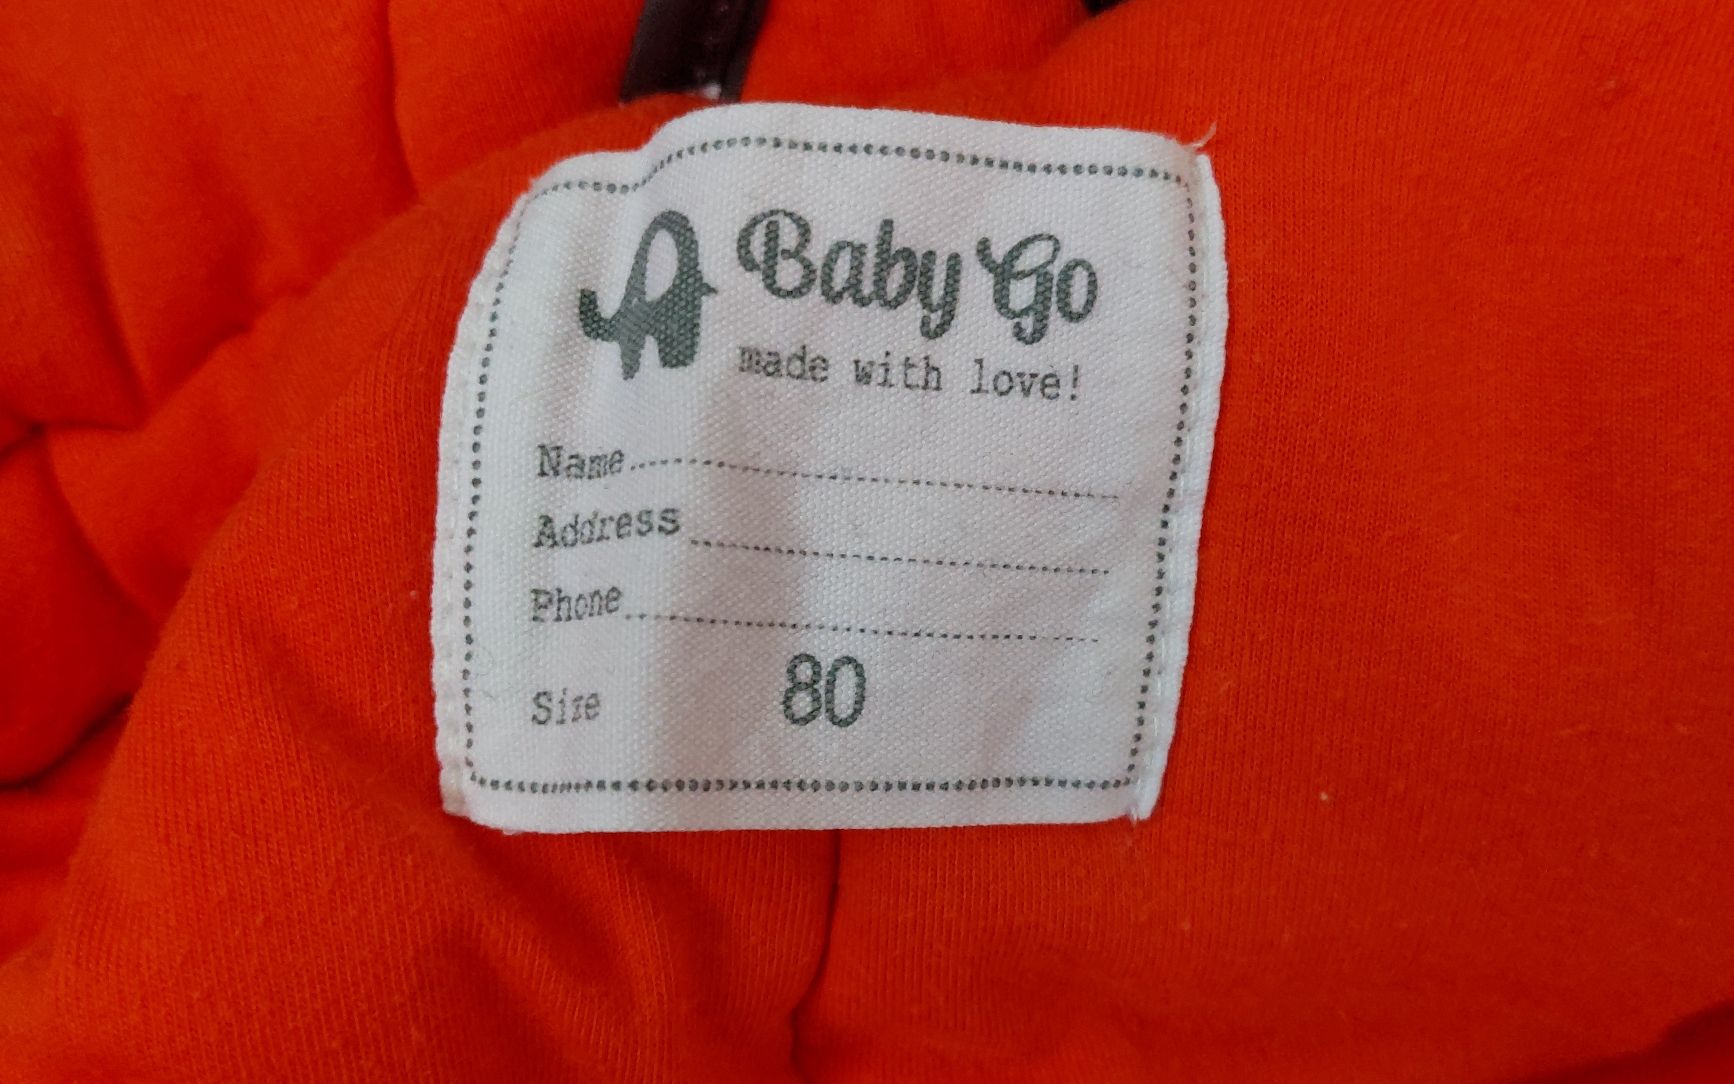 Baby Go
made with love!
Name
Address
Phone
Size 80